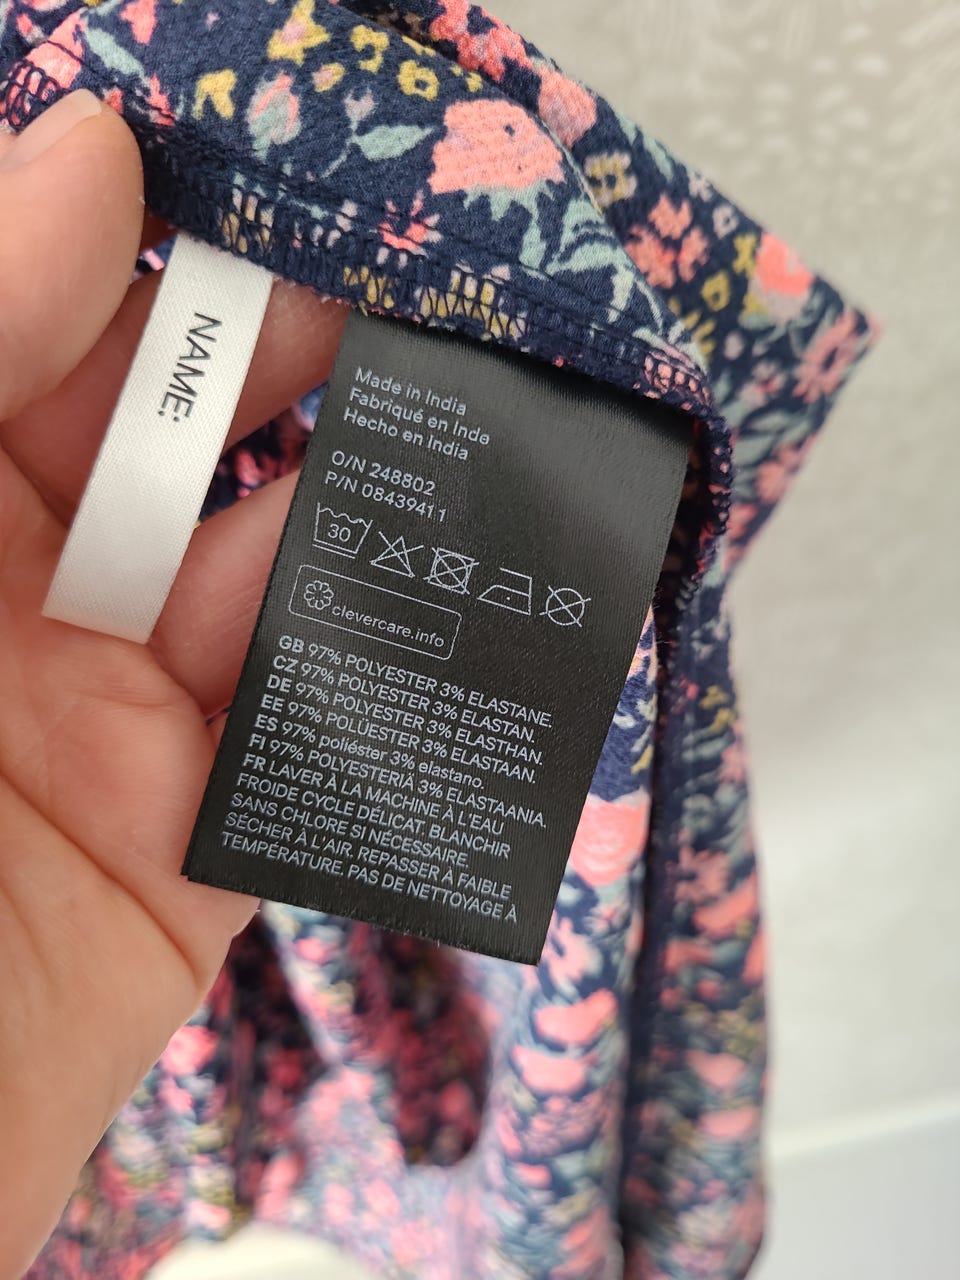 NAME:
Made in India
Fabriqué en Inde
Hecho en India
O/N 248802
P/N 08439411
30
clevercare.info
GB 97% POLYESTER 3% ELASTANE.
CZ 97% POLYESTER 3% ELASTAN.
DE 97% POLYESTER 3% ELASTHAN.
EE 97% POLÜESTER 3% ELASTAAN.
ES 97% poliéster 3% elastano.
FI 97% POLYESTERIÄ 3% ELASTAANIA.
FR LAVER À LA MACHINE À L'EAU
FROIDE CYCLE DÉLICAT. BLANCHIR
SANS CHLORE SI NÉCESSAIRE.
SÉCHER À L'AIR. REPASSER À FAIBLE
TEMPÉRATURE. PAS DE NETTOYAGE À